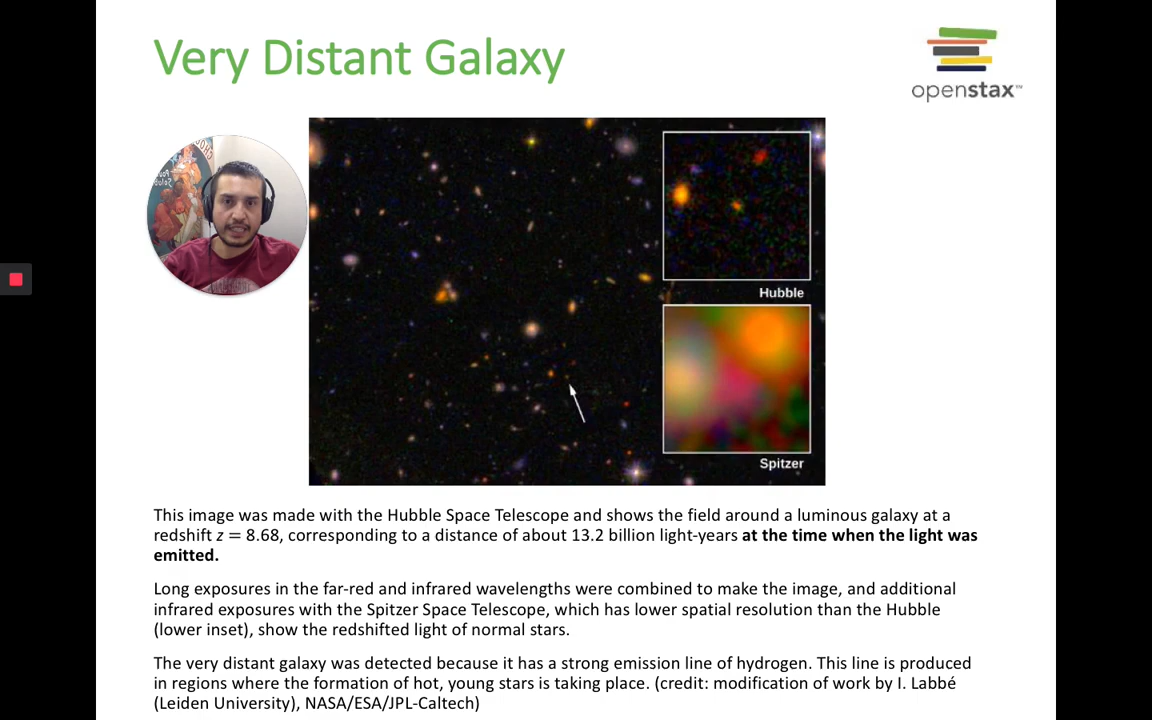 Very Distant Galaxy
openstax™
Hubble
Spitzer
This image was made with the Hubble Space Telescope and shows the field around a luminous galaxy at a
redshift z = 8.68, corresponding to a distance of about 13.2 billion light-years at the time when the light was
emitted.
Long exposures in the far-red and infrared wavelengths were combined to make the image, and additional
infrared exposures with the Spitzer Space Telescope, which has lower spatial resolution than the Hubble
(lower inset), show the redshifted light of normal stars.
The very distant galaxy was detected because it has a strong emission line of hydrogen. This line is produced
in regions where the formation of hot, young stars is taking place. (credit: modification of work by I. Labbé
(Leiden University), NASA/ESA/JPL-Caltech)